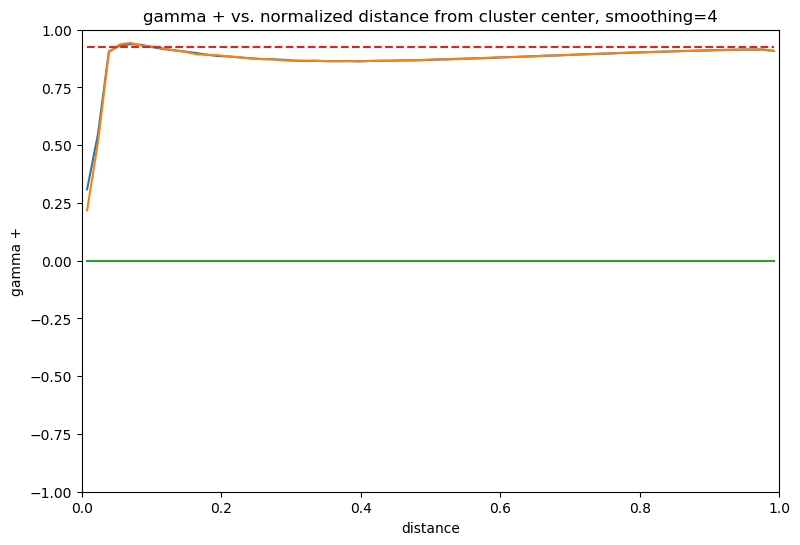 gamma + vs. normalized distance from cluster center, smoothing=4
1.00
0.75
0.50
0.25
0.00
−0.25
−0.50
−0.75
−1.00
gamma +
0.0 0.2 0.4 0.6 0.8 1.0
distance